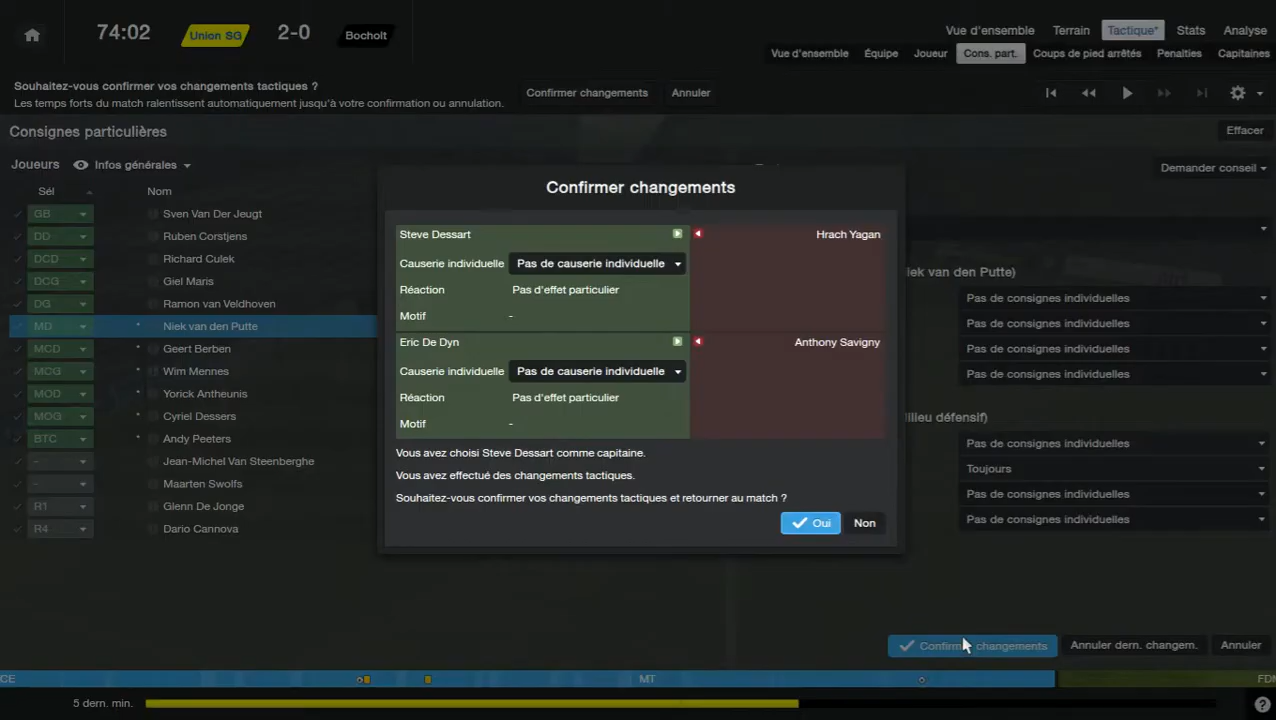 74:02
Union SG
2-0
Bocholt
Vue d'ensemble
Terrain
Tactique*
Stats
Analyse
Vue d'ensemble
Équipe
Joueur
Cons. part.
Coups de pied arrêtés
Penalties
Capitaines
Souhaitez-vous confirmer vos changements tactiques ?
Les temps forts du match ralentissent automatiquement jusqu'à votre confirmation ou annulation.
Confirmer changements
Annuler
Consignes particulières
Effacer
Joueurs
Infos générales
Demander conseil
Sél
Nom
GB Sven Van Der Jeugt
DD Ruben Corstjens
DCD Richard Culek
DCG Giel Maris
DG Ramon van Veldhoven
MD * Niek van den Putte
MCD * Geert Berben
MCG * Wim Mennes
MOD * Yorick Antheunis
MOG * Cyriel Dessers
BTC * Andy Peeters
- Jean-Michel Van Steenberghe
- Maarten Swolfs
R1 Glenn De Jonge
R4 Dario Cannova
Confirmer changements
Steve Dessart
Hrach Yagan
Causerie individuelle
Pas de causerie individuelle
Réaction
Pas d'effet particulier
Motif
-
Eric De Dyn
Anthony Savigny
Causerie individuelle
Pas de causerie individuelle
Réaction
Pas d'effet particulier
Motif
-
Vous avez choisi Steve Dessart comme capitaine.
Vous avez effectué des changements tactiques.
Souhaitez-vous confirmer vos changements tactiques et retourner au match ?
Oui
Non
iek van den Putte)
Pas de consignes individuelles
Pas de consignes individuelles
Pas de consignes individuelles
Pas de consignes individuelles
ilieu défensif)
Pas de consignes individuelles
Toujours
Pas de consignes individuelles
Pas de consignes individuelles
Confirmer changements
Annuler dern. changem.
Annuler
CE
MT
FDM
5 dern. min.
?